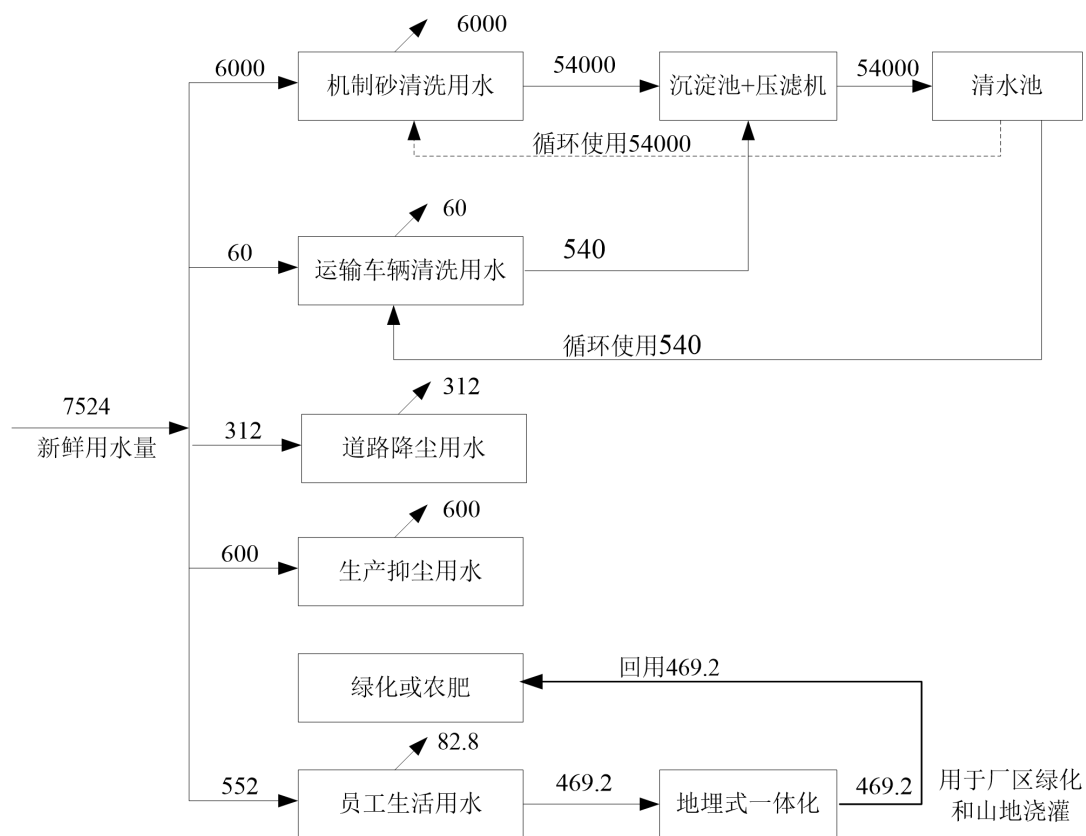 6000
6000
机制砂清洗用水
54000
沉淀池+压滤机
54000
清水池
循环使用54000
60
60
运输车辆清洗用水
540
循环使用540
7524
新鲜用水量
312
312
道路降尘用水
600
600
生产抑尘用水
绿化或农肥
回用469.2
82.8
552
员工生活用水
469.2
地埋式一体化
469.2
用于厂区绿化
和山地浇灌